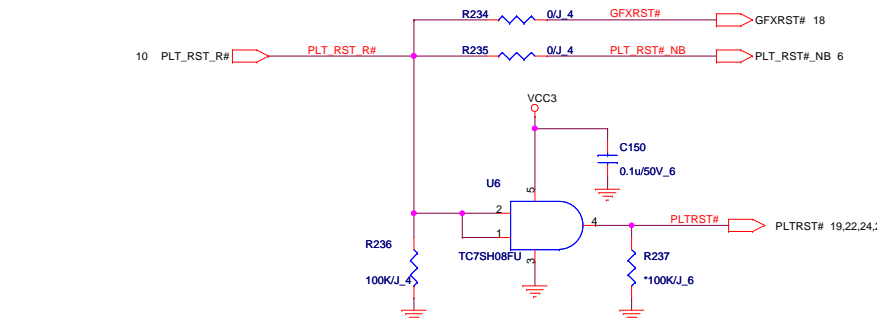 R234 0/J_4 GFXRST# GFXRST# 18
10 PLT_RST_R# PLT_RST_R# R235 0/J_4 PLT_RST#_NB PLT_RST#_NB 6
VCC3
C150
0.1u/50V_6
U6
5
2
4 PLTRST# PLTRST# 19,22,24,
1
R236
TC7SH08FU
3
R237
100K/J_4
*100K/J_6